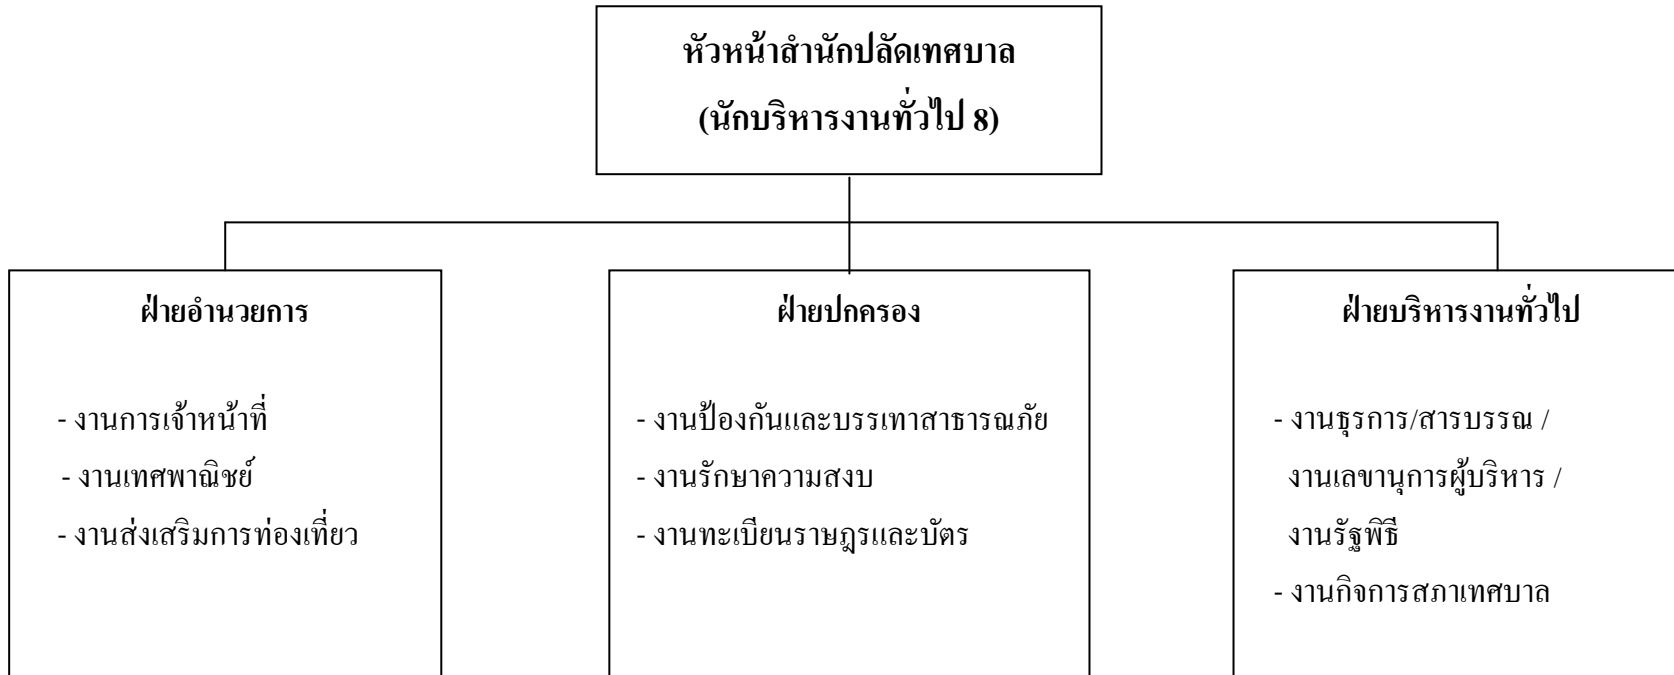 หัวหน้าสำนักปลัดเทศบาล
(นักบริหารงานทั่วไป 8)
ฝ่ายอำนวยการ
- งานการเจ้าหน้าที่
- งานเทศพาณิชย์
- งานส่งเสริมการท่องเที่ยว
ฝ่ายปกครอง
- งานป้องกันและบรรเทาสาธารณภัย
- งานรักษาความสงบ
- งานทะเบียนราษฎรและบัตร
ฝ่ายบริหารงานทั่วไป
- งานธุรการ/สารบรรณ /
งานเลขานุการผู้บริหาร /
งานรัฐพิธี
- งานกิจการสภาเทศบาล